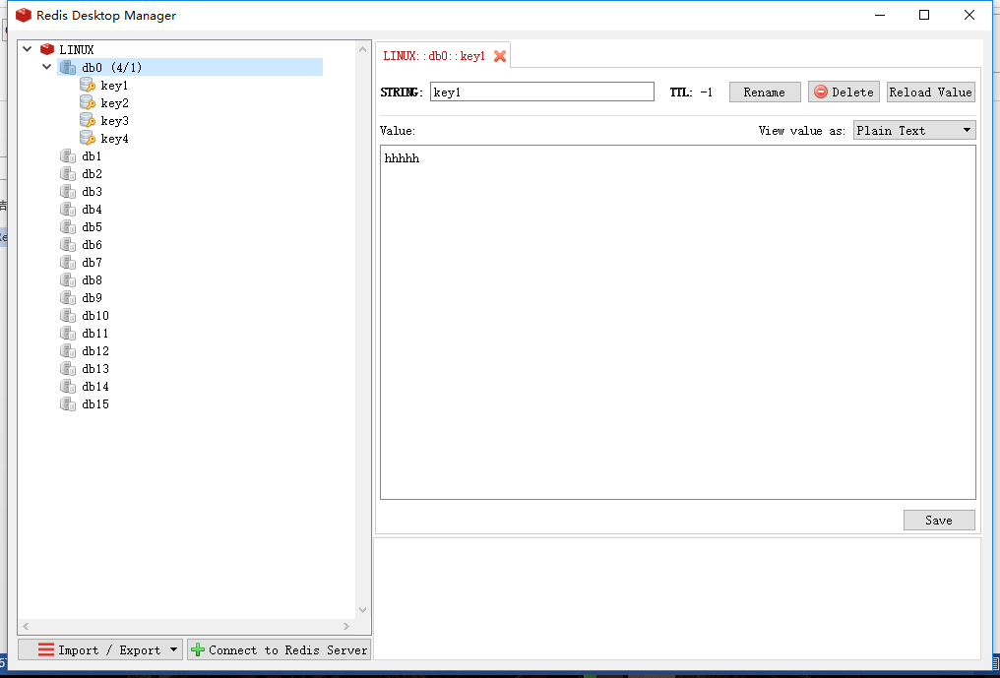 Redis Desktop Manager
LINUX
db0 (4/1)
key1
key2
key3
key4
db1
db2
db3
db4
db5
db6
db7
db8
db9
db10
db11
db12
db13
db14
db15
Import / Export
Connect to Redis Server
LINUX::db0::key1
STRING: key1 TTL: -1 Rename Delete Reload Value
Value: View value as: Plain Text
hhhhh
Save